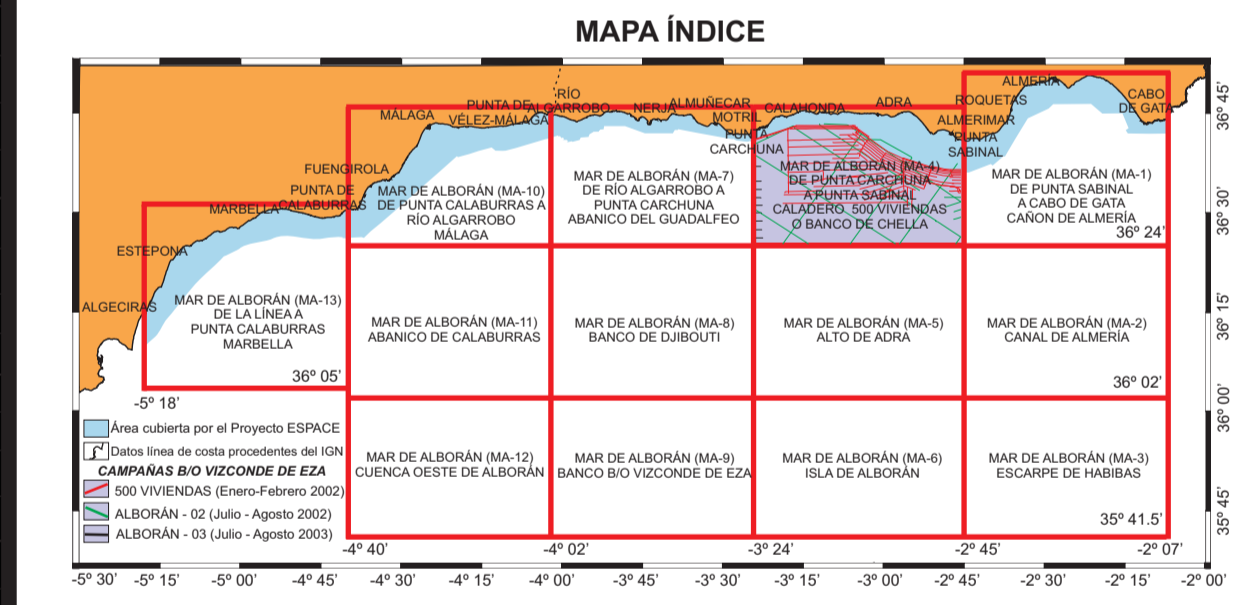 MAPA ÍNDICE
ALMERÍA
CABO
DE GATA
ROQUETAS
ALMERIMAR
PUNTA
SABINAL
ADRA
CALAHONDA
ALMUÑECAR
MOTRIL
PUNTA
CARCHUNA
NERJA
RÍO
ALGARROBO
PUNTA DE
VÉLEZ-MÁLAGA
MÁLAGA
FUENGIROLA
PUNTA DE
CALABURRAS
MARBELLA
ESTEPONA
ALGECIRAS
MAR DE ALBORÁN (MA-10)
DE PUNTA CALABURRAS A
RÍO ALGARROBO
MÁLAGA
MAR DE ALBORÁN (MA-7)
DE RÍO ALGARROBO A
PUNTA CARCHUNA
ABANICO DEL GUADALFEO
MAR DE ALBORÁN (MA-4)
DE PUNTA CARCHUNA
A PUNTA SABINAL
CALADERO 500 VIVIENDAS
O BANCO DE CHELLA
MAR DE ALBORÁN (MA-1)
DE PUNTA SABINAL
A CABO DE GATA
CAÑON DE ALMERÍA
36º 24'
MAR DE ALBORÁN (MA-13)
DE LA LÍNEA A
PUNTA CALABURRAS
MARBELLA
36º 05'
-5º 18'
MAR DE ALBORÁN (MA-11)
ABANICO DE CALABURRAS
MAR DE ALBORÁN (MA-8)
BANCO DE DJIBOUTI
MAR DE ALBORÁN (MA-5)
ALTO DE ADRA
MAR DE ALBORÁN (MA-2)
CANAL DE ALMERÍA
36º 02'
MAR DE ALBORÁN (MA-12)
CUENCA OESTE DE ALBORÁN
MAR DE ALBORÁN (MA-9)
BANCO B/O VIZCONDE DE EZA
MAR DE ALBORÁN (MA-6)
ISLA DE ALBORÁN
MAR DE ALBORÁN (MA-3)
ESCARPE DE HABIBAS
35º 41.5'
Área cubierta por el Proyecto ESPACE
Datos línea de costa procedentes del IGN
CAMPAÑAS B/O VIZCONDE DE EZA
500 VIVIENDAS (Enero-Febrero 2002)
ALBORÁN - 02 (Julio - Agosto 2002)
ALBORÁN - 03 (Julio - Agosto 2003)
-4º 40'
-4º 02'
-3º 24'
-2º 45'
-2º 07'
-5º 30'
-5º 15'
-5º 00'
-4º 45'
-4º 30'
-4º 15'
-4º 00'
-3º 45'
-3º 30'
-3º 15'
-3º 00'
-2º 45'
-2º 30'
-2º 15'
-2º 00'
36º 45'
36º 30'
36º 15'
36º 00'
35º 45'